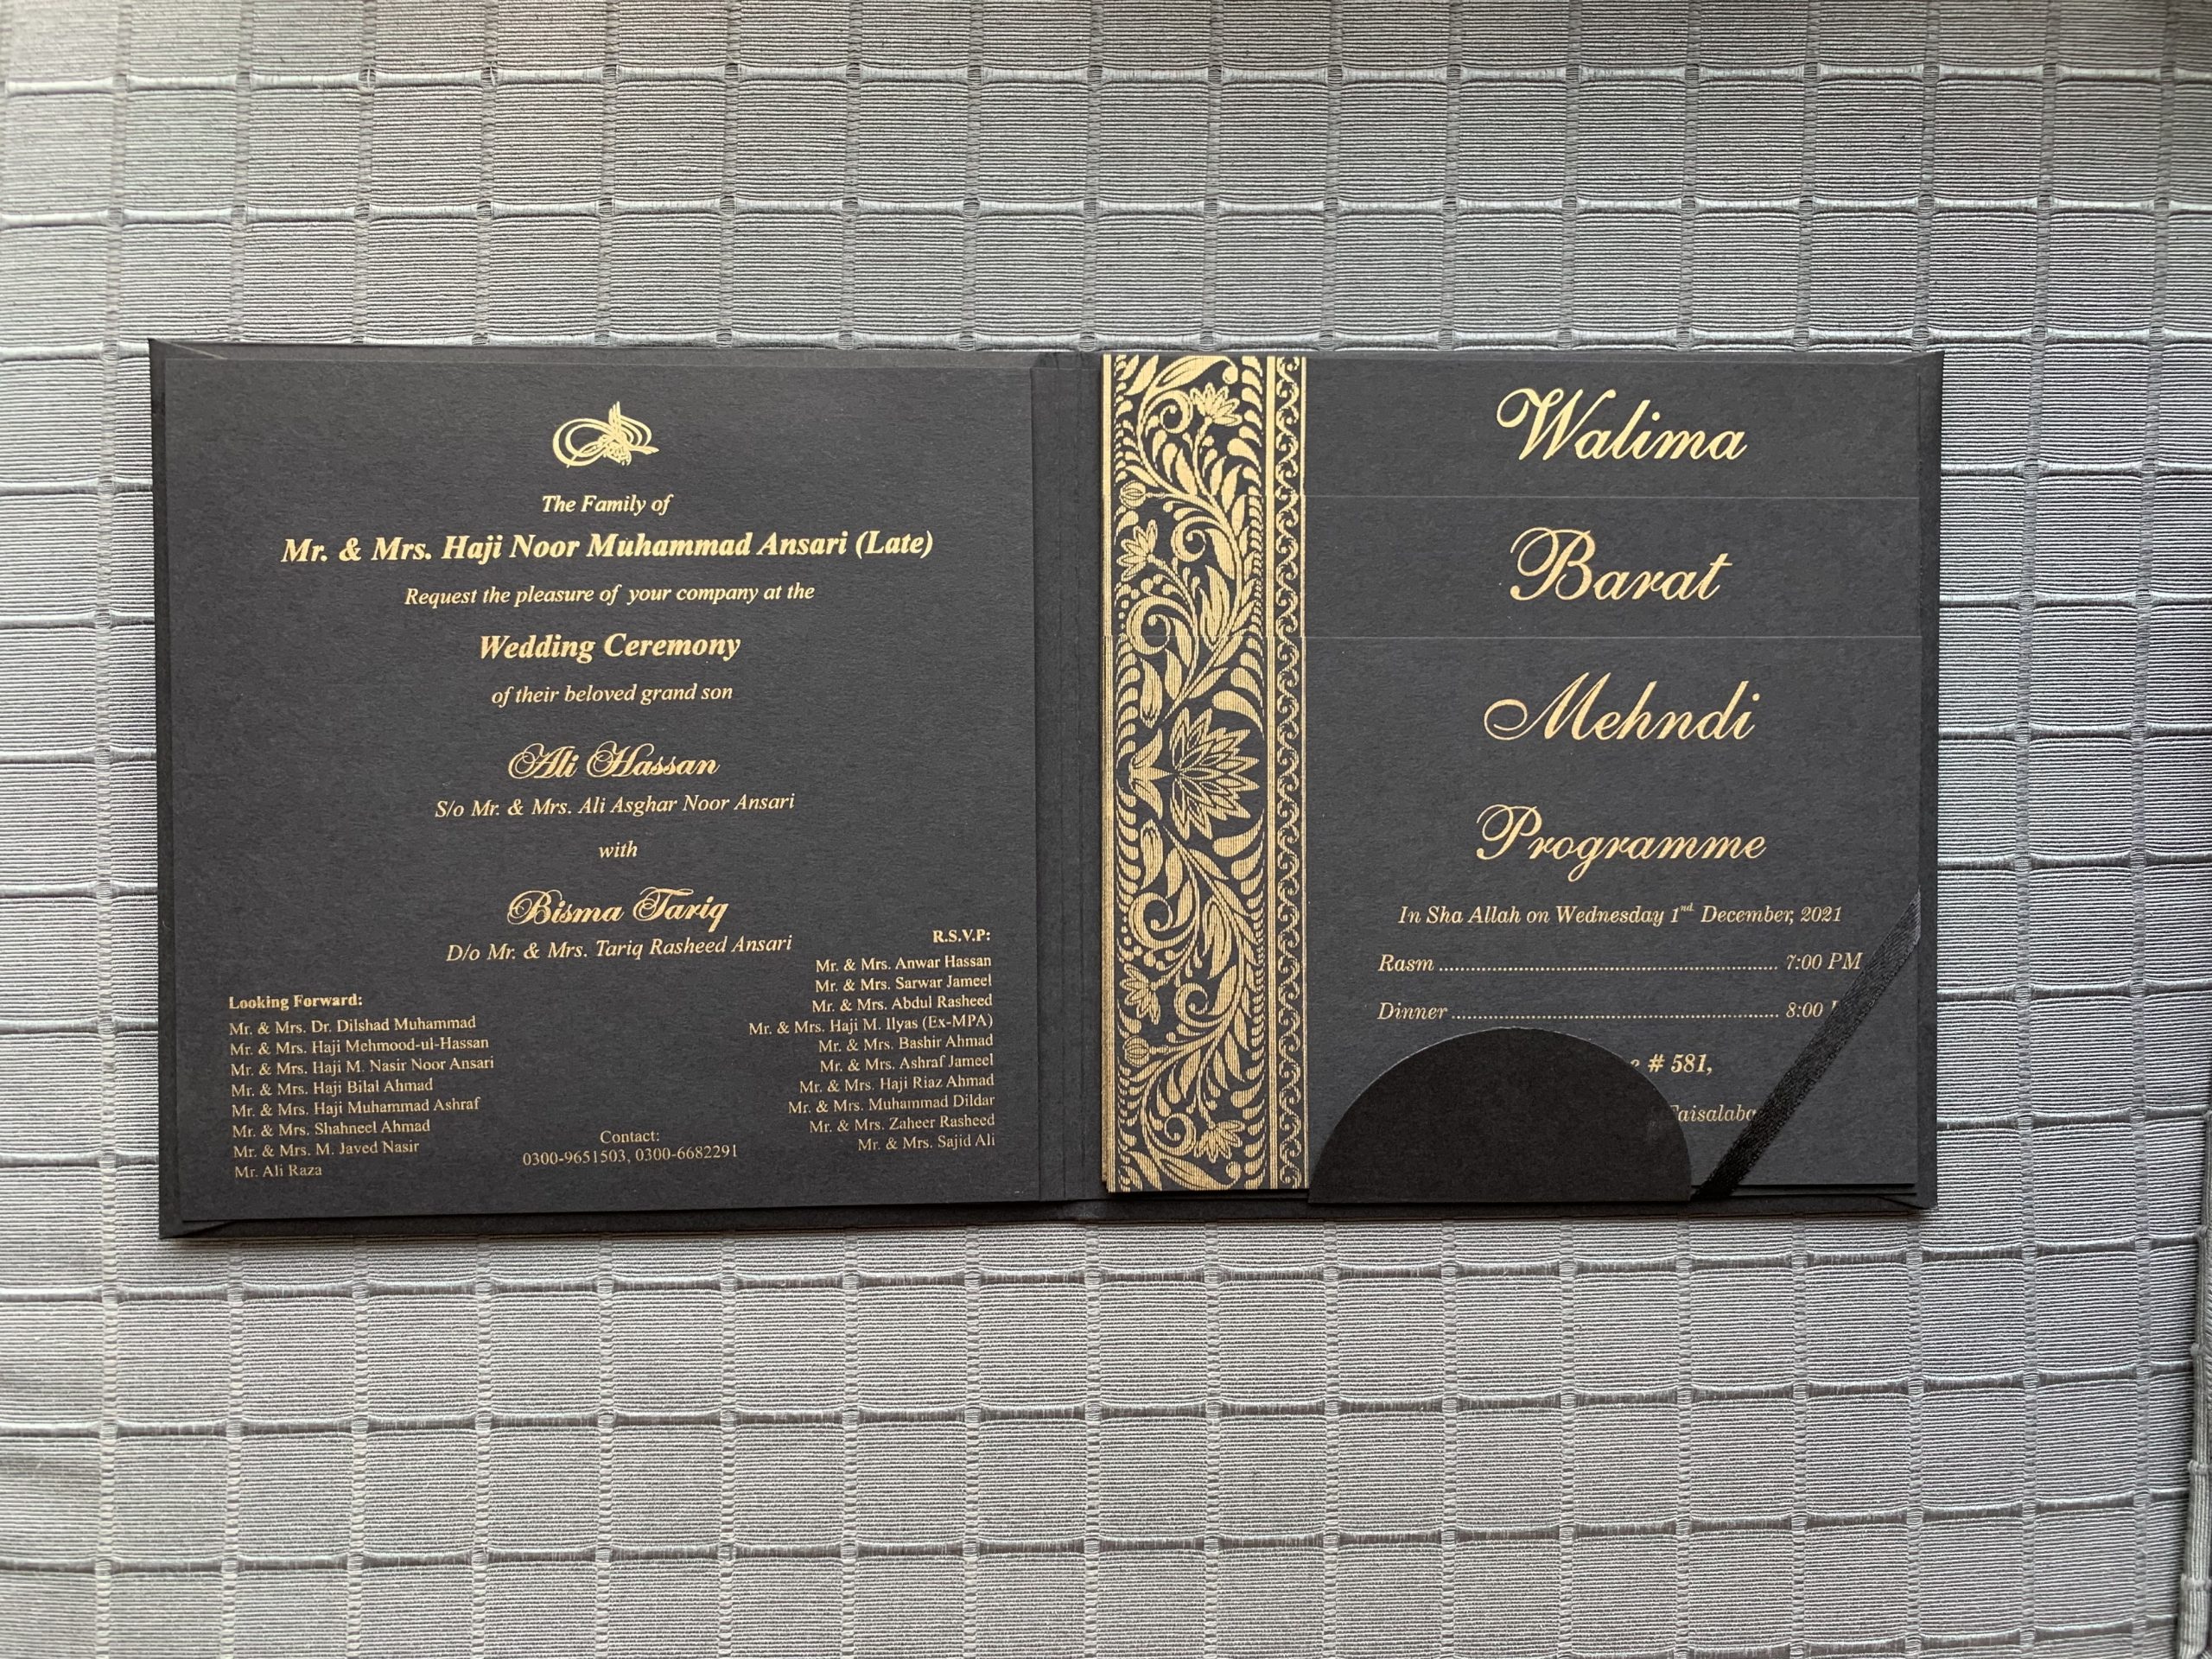 The Family of
Mr. & Mrs. Haji Noor Muhammad Ansari (Late)
Request the pleasure of your company at the
Wedding Ceremony
of their beloved grand son
Ali Hassan
S/o Mr. & Mrs. Ali Asghar Noor Ansari
with
Bisma Tariq
D/o Mr. & Mrs. Tariq Rasheed Ansari
Looking Forward:
Mr. & Mrs. Dr. Dilshad Muhammad
Mr. & Mrs. Haji Mehmood-ul-Hassan
Mr. & Mrs. Haji M. Nasir Noor Ansari
Mr. & Mrs. Haji Bilal Ahmad
Mr. & Mrs. Haji Muhammad Ashraf
Mr. & Mrs. Shahneel Ahmad
Mr. & Mrs. M. Javed Nasir
Mr. Ali Raza
Contact:
0300-9651503, 0300-6682291
R.S.V.P:
Mr. & Mrs. Anwar Hassan
Mr. & Mrs. Sarwar Jameel
Mr. & Mrs. Abdul Rasheed
Mr. & Mrs. Haji M. Ilyas (Ex-MPA)
Mr. & Mrs. Bashir Ahmad
Mr. & Mrs. Ashraf Jameel
Mr. & Mrs. Haji Riaz Ahmad
Mr. & Mrs. Muhammad Dildar
Mr. & Mrs. Zaheer Rasheed
Mr. & Mrs. Sajid Ali
Walima
Barat
Mehndi
Programme
In Sha Allah on Wednesday 1nd. December, 2021
Rasm ........ 7:00 PM
Dinner ........ 8:00
# 581,